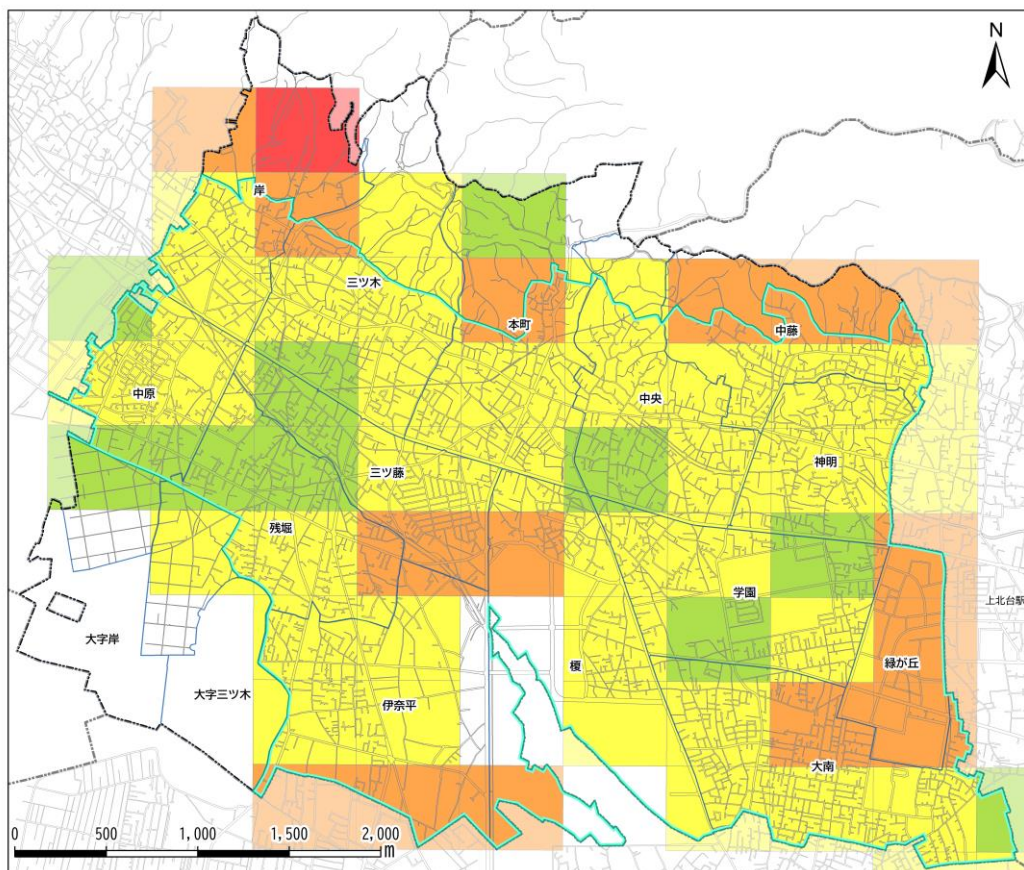 N
岸
三ツ木
本町
中藤
中原
中央
神明
三ツ藤
残堀
学園
上北台駅
大字岸
榎
緑が丘
大字三ツ木
伊奈平
大南
0 500 1,000 1,500 2,000
m